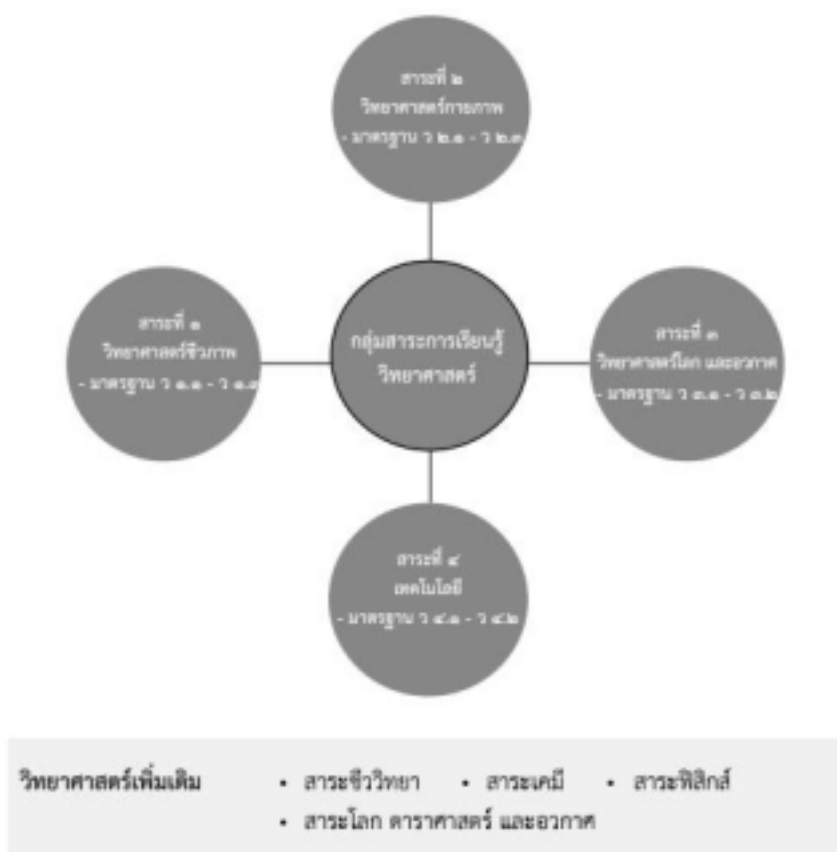 สาระที่ ๒
วิทยาศาสตร์กายภาพ
- มาตรฐาน ว ๒.๑ - ว ๒.๓
สาระที่ ๑
วิทยาศาสตร์ชีวภาพ
- มาตรฐาน ว ๑.๑ - ว ๑.๓
กลุ่มสาระการเรียนรู้
วิทยาศาสตร์
สาระที่ ๓
วิทยาศาสตร์โลก และอวกาศ
- มาตรฐาน ว ๓.๑ - ว ๓.๒
สาระที่ ๔
เทคโนโลยี
- มาตรฐาน ว ๔.๑ - ว ๔.๒
วิทยาศาสตร์เพิ่มเติม • สาระชีววิทยา • สาระเคมี • สาระฟิสิกส์
• สาระโลก ดาราศาสตร์ และอวกาศ